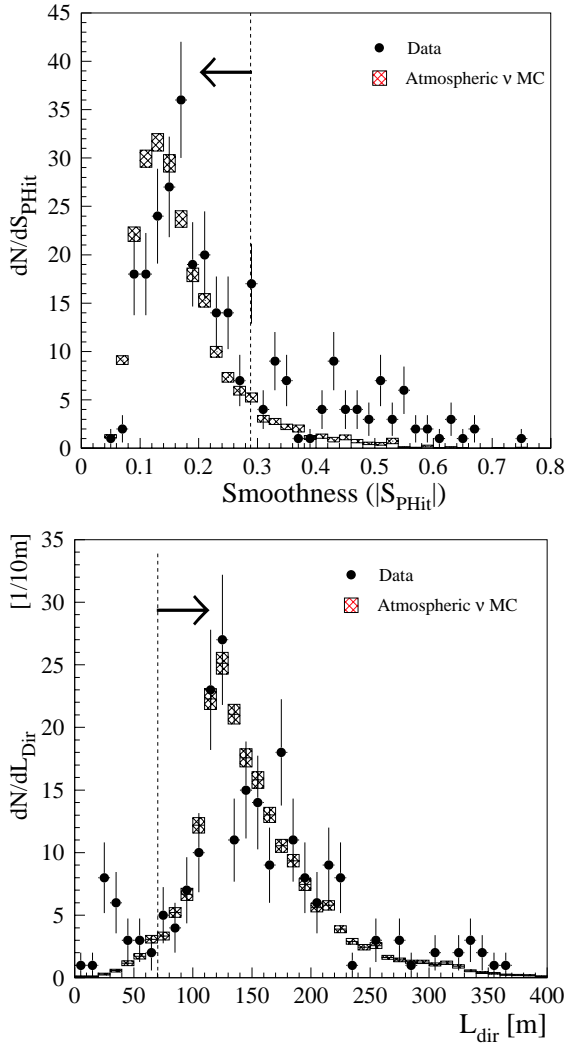 dN/dS_PHit
45
40
35
30
25
20
15
10
5
0
Data
Atmospheric ν MC
0 0.1 0.2 0.3 0.4 0.5 0.6 0.7 0.8
Smoothness (|S_PHit|)
dN/dL_Dir [1/10m]
35
30
25
20
15
10
5
0
Data
Atmospheric ν MC
0 50 100 150 200 250 300 350 400
L_dir [m]